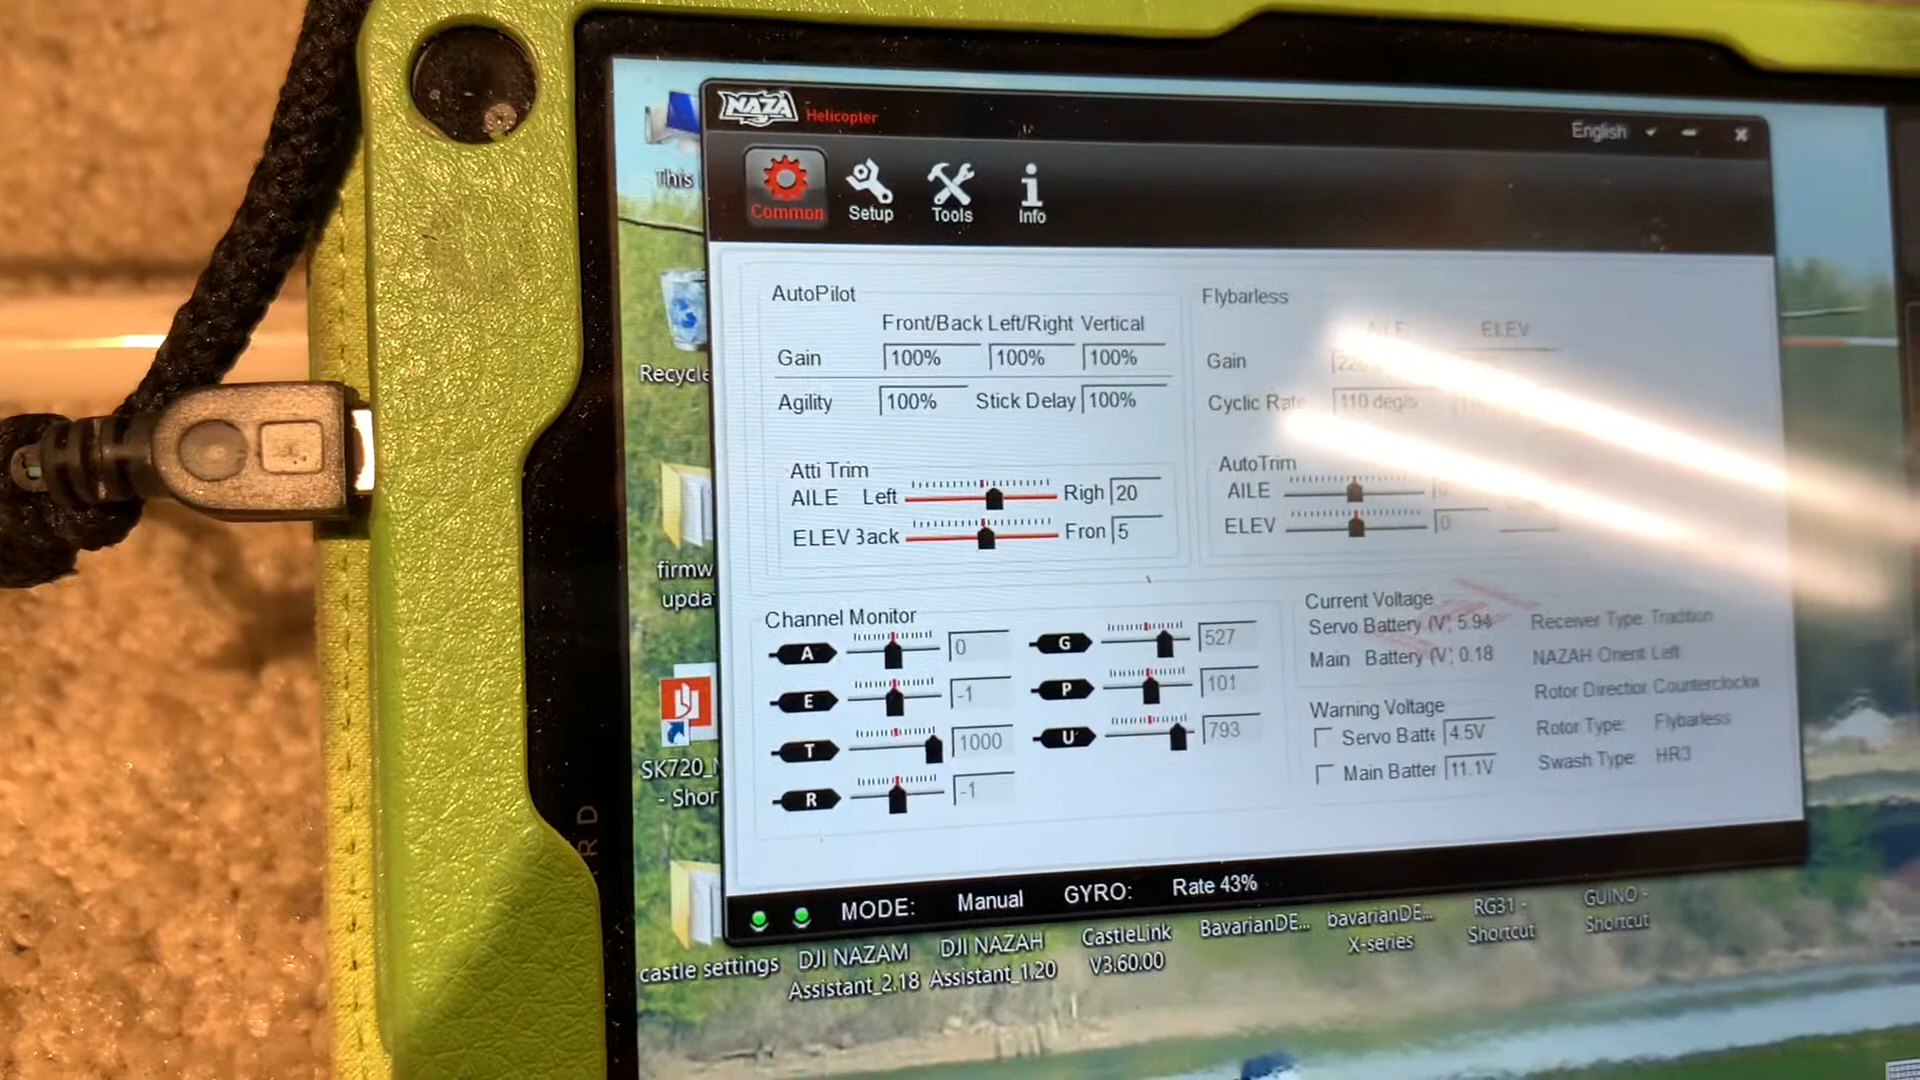 NAZA Helicopter
English
Common Setup Tools Info
This
Recycle
firmw
upda
SK720_
- Shor
castle settings
AutoPilot
Front/Back Left/Right Vertical
Gain 100% 100% 100%
Agility 100% Stick Delay 100%
Atti Trim
AILE Left Righ 20
ELEV Back Fron 5
Flybarless
AILE ELEV
Gain
Cyclic Rate 110 deg/s
AutoTrim
AILE 0
ELEV 0
Channel Monitor
A 0
E -1
T 1000
R -1
G 527
P 101
U 793
Current Voltage
Servo Battery (V) 5.94
Main Battery (V) 0.18
Warning Voltage
Servo Batte 4.5V
Main Batter 11.1V
Receiver Type Tradition
NAZAH Orient Left
Rotor Direction Counterclockw
Rotor Type: Flybarless
Swash Type: HR3
MODE: Manual GYRO: Rate 43%
DJI NAZAM
Assistant_2.18
DJI NAZAH
Assistant_1.20
CastleLink
V3.60.00
BavarianDE...
bavarianDE...
X-series
RG31 -
Shortcut
GUINO -
Shortcut